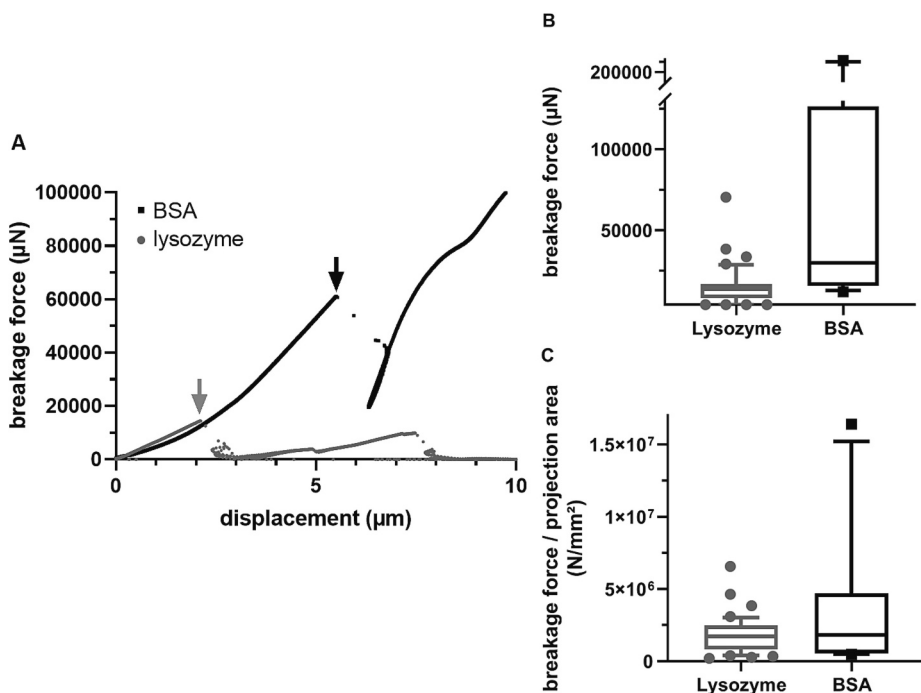 A
breakage force (µN)
100000
80000
60000
40000
20000
0
BSA
lysozyme
0
5
10
displacement (µm)
B
breakage force (µN)
200000
100000
50000
Lysozyme
BSA
C
breakage force / projection area
(N/mm²)
1.5×10⁷
1×10⁷
5×10⁶
0
Lysozyme
BSA